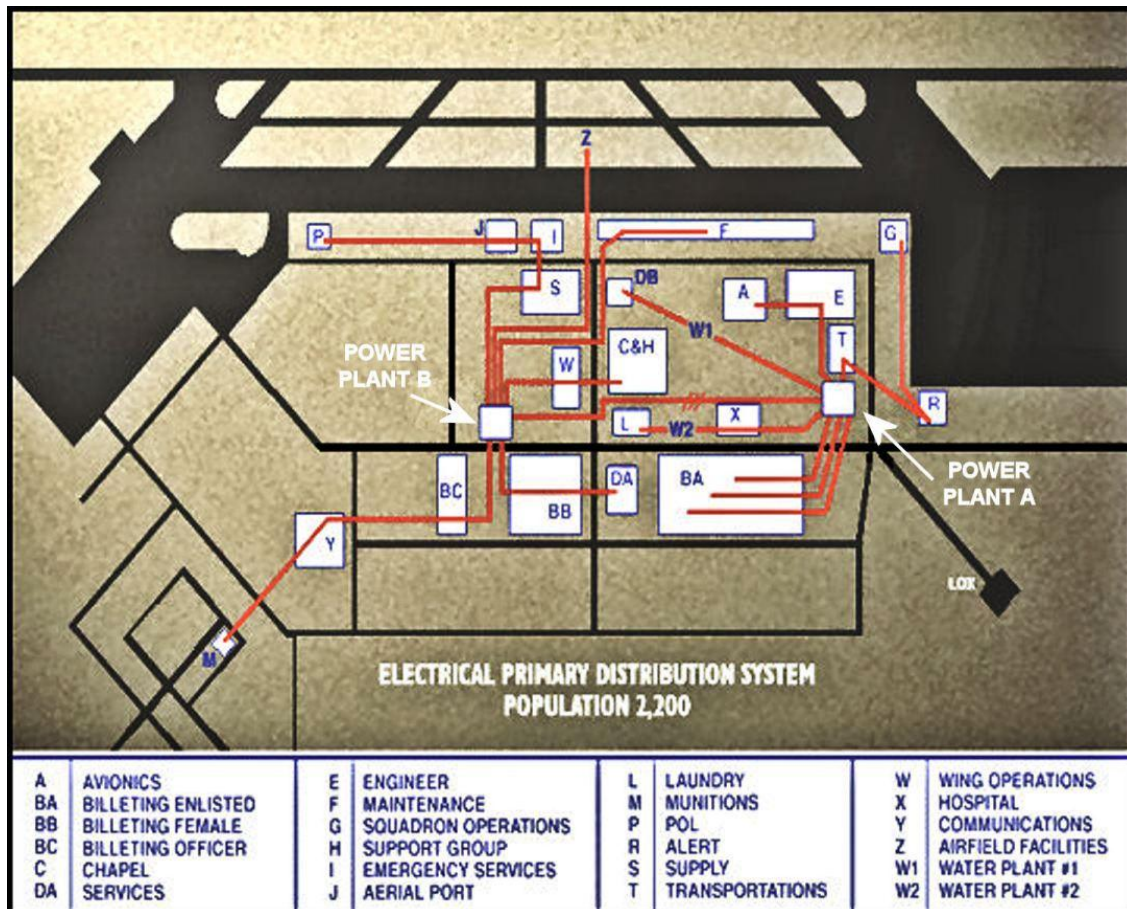 Z
P
J
I
F
G
S
DB
A
E
W1
T
C&H
POWER
PLANT B
W
R
L
W2
X
BC
BB
DA
BA
POWER
PLANT A
Y
LOX
M
ELECTRICAL PRIMARY DISTRIBUTION SYSTEM
POPULATION 2,200
A AVIONICS
BA BILLETING ENLISTED
BB BILLETING FEMALE
BC BILLETING OFFICER
C CHAPEL
DA SERVICES
E ENGINEER
F MAINTENANCE
G SQUADRON OPERATIONS
H SUPPORT GROUP
I EMERGENCY SERVICES
J AERIAL PORT
L LAUNDRY
M MUNITIONS
P POL
R ALERT
S SUPPLY
T TRANSPORTATIONS
W WING OPERATIONS
X HOSPITAL
Y COMMUNICATIONS
Z AIRFIELD FACILITIES
W1 WATER PLANT #1
W2 WATER PLANT #2